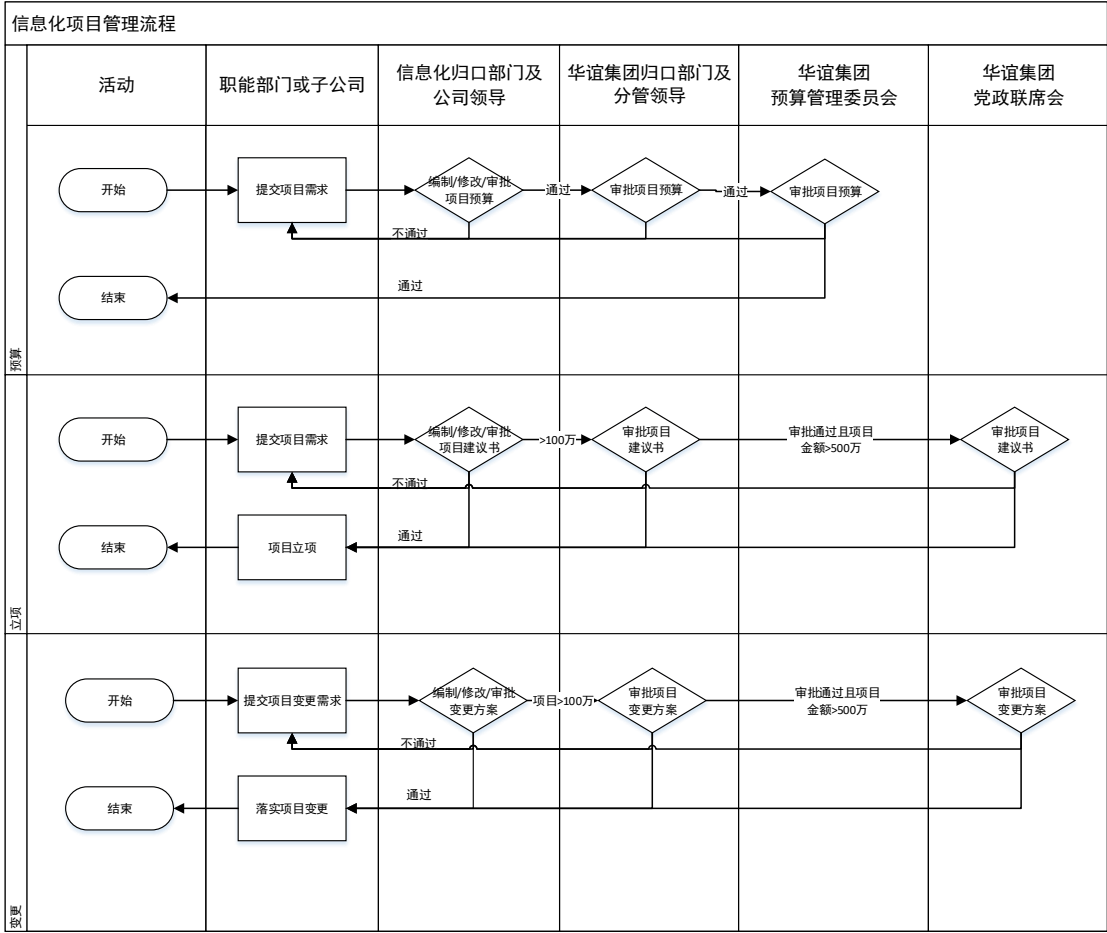 信息化项目管理流程
活动
职能部门或子公司
信息化归口部门及
公司领导
华谊集团归口部门及
分管领导
华谊集团
预算管理委员会
华谊集团
党政联席会
预算
开始
提交项目需求
编制/修改/审批
项目预算
通过
审批项目预算
通过
审批项目预算
不通过
结束
通过
立项
开始
提交项目需求
编制/修改/审批
项目建议书
>100万
审批项目
建议书
审批通过且项目
金额>500万
审批项目
建议书
不通过
结束
项目立项
通过
变更
开始
提交项目变更需求
编制/修改/审批
变更方案
项目>100万
审批项目
变更方案
审批通过且项目
金额>500万
审批项目
变更方案
不通过
结束
落实项目变更
通过